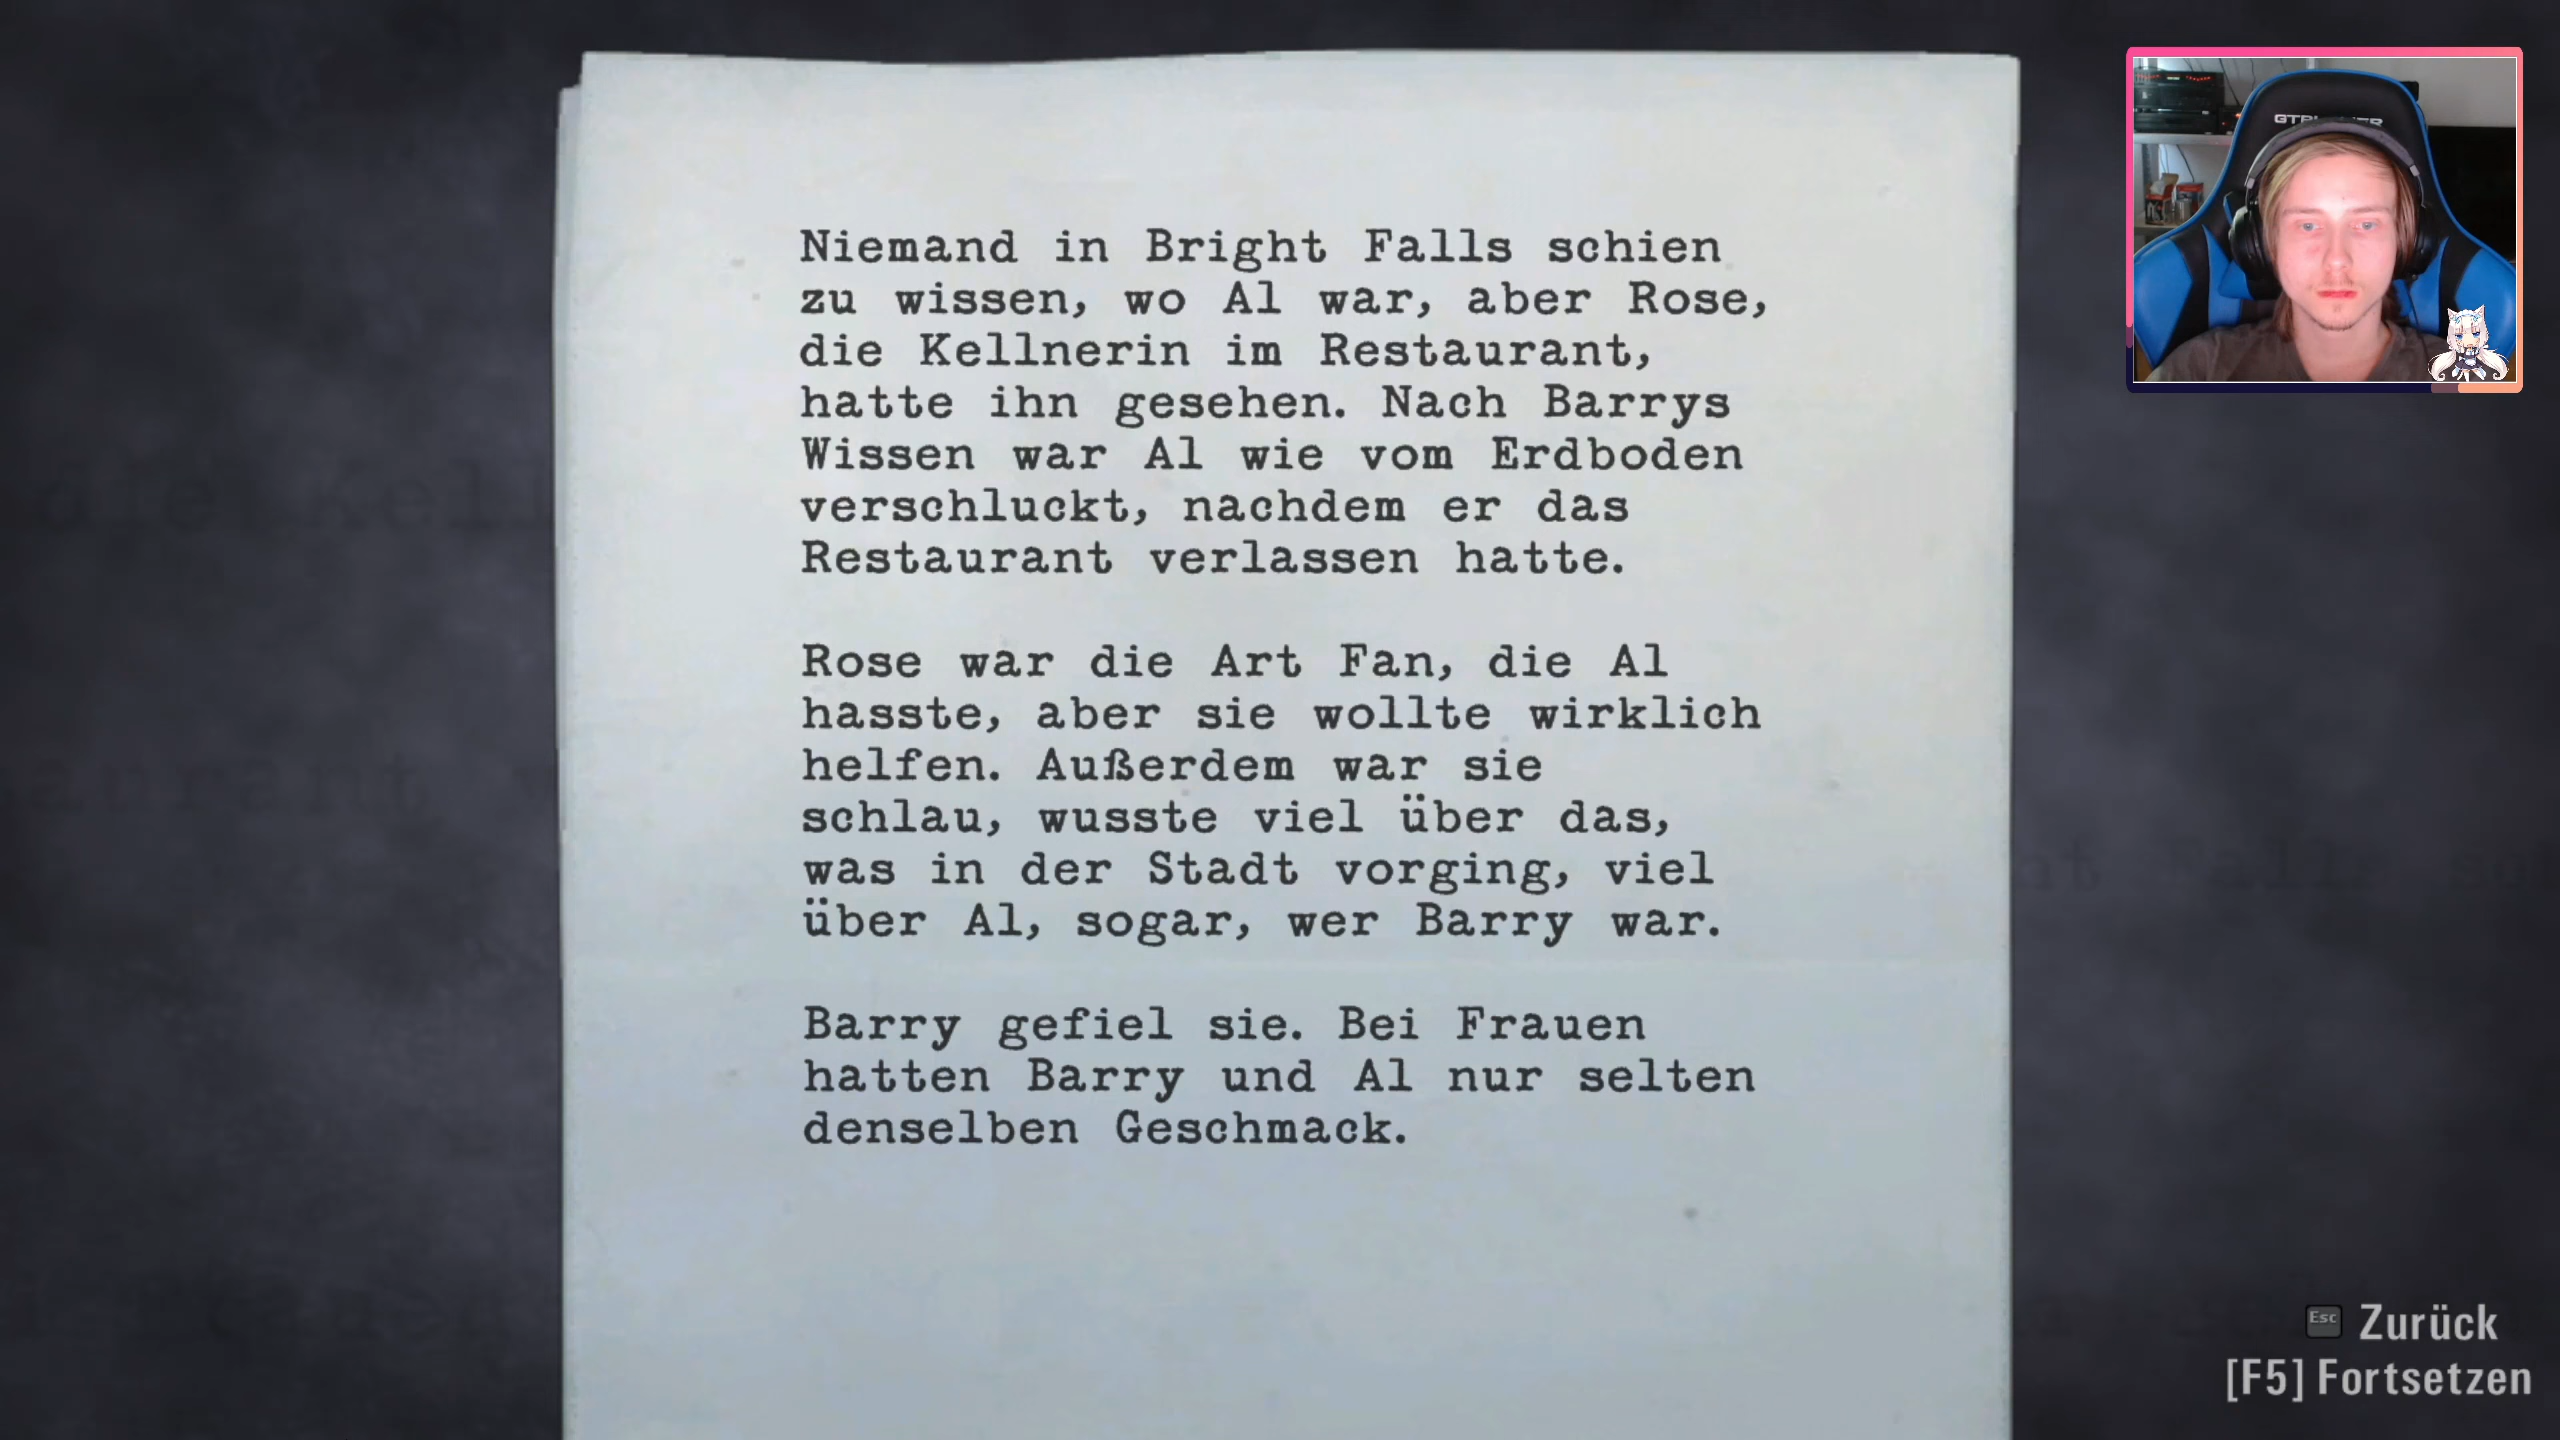 Niemand in Bright Falls schien
zu wissen, wo Al war, aber Rose,
die Kellnerin im Restaurant,
hatte ihn gesehen. Nach Barrys
Wissen war Al wie vom Erdboden
verschluckt, nachdem er das
Restaurant verlassen hatte.
Rose war die Art Fan, die Al
hasste, aber sie wollte wirklich
helfen. Außerdem war sie
schlau, wusste viel über das,
was in der Stadt vorging, viel
über Al, sogar, wer Barry war.
Barry gefiel sie. Bei Frauen
hatten Barry und Al nur selten
denselben Geschmack.
Esc Zurück
[F5] Fortsetzen